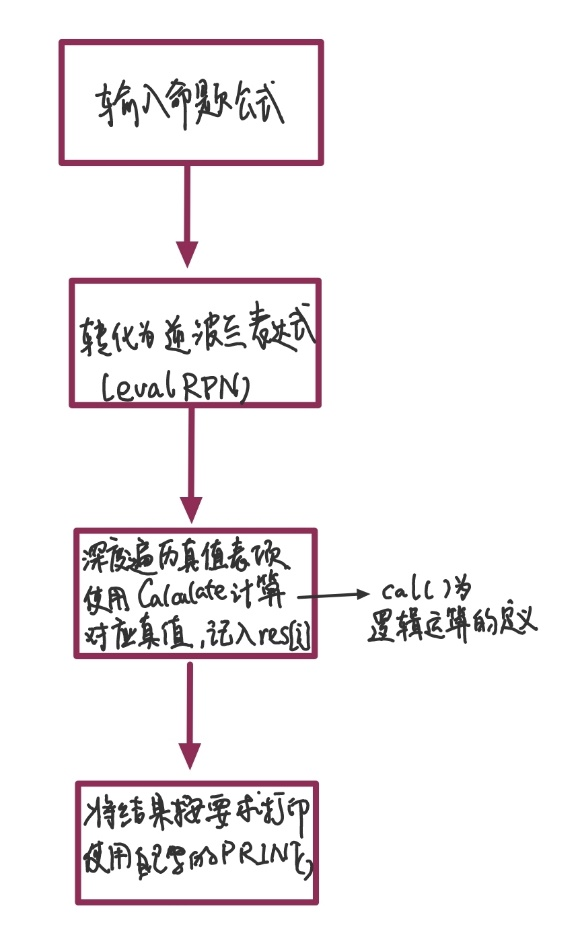 输入命题公式
转化为逆波兰表达式
(evalRPN)
深度遍历真值表项
使用 Calculate计算
对应真值,记入res[i]
cal()为
逻辑运算的定义
将结果按要求打印
使用自己写的PRINT()